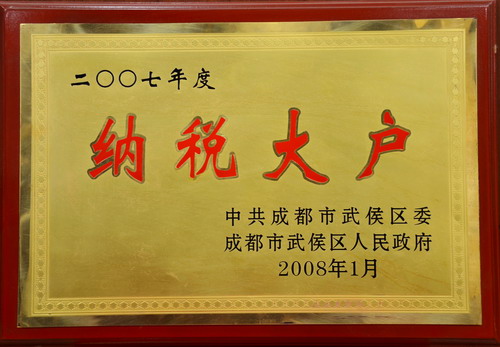 二〇〇七年度
纳税大户
中共成都市武侯区委
成都市武侯区人民政府
2008年1月